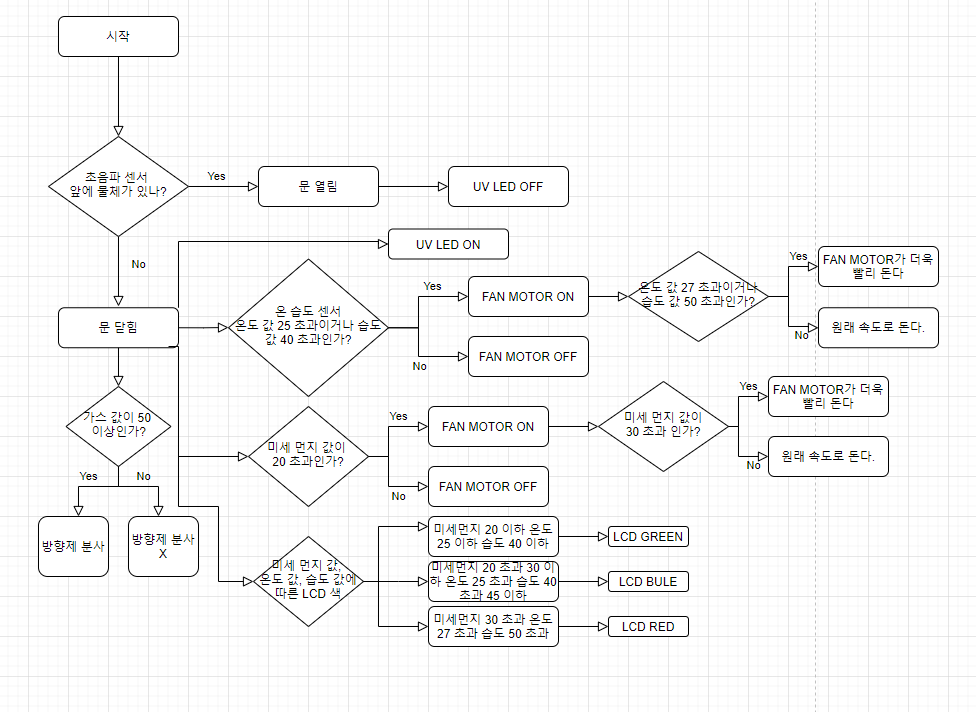 시작
초음파 센서
앞에 물체가 있나?
Yes
문 열림
UV LED OFF
No
UV LED ON
문 닫힘
온 습도 센서
온도 값 25 초과이거나 습도
값 40 초과인가?
Yes
FAN MOTOR ON
No
FAN MOTOR OFF
온도 값 27 초과이거나
습도 값 50 초과인가?
Yes
FAN MOTOR가 더욱
빨리 돈다
No
원래 속도로 돈다.
가스 값이 50
이상인가?
Yes
No
방향제 분사
방향제 분사
X
미세 먼지 값이
20 초과인가?
Yes
FAN MOTOR ON
No
FAN MOTOR OFF
미세 먼지 값이
30 초과 인가?
Yes
FAN MOTOR가 더욱
빨리 돈다
No
원래 속도로 돈다.
미세 먼지 값,
온도 값, 습도 값에
따른 LCD 색
미세먼지 20 이하 온도
25 이하 습도 40 이하
LCD GREEN
미세먼지 20 초과 30 이
하 온도 25 초과 습도 40
초과 45 이하
LCD BULE
미세먼지 30 초과 온도
27 초과 습도 50 초과
LCD RED